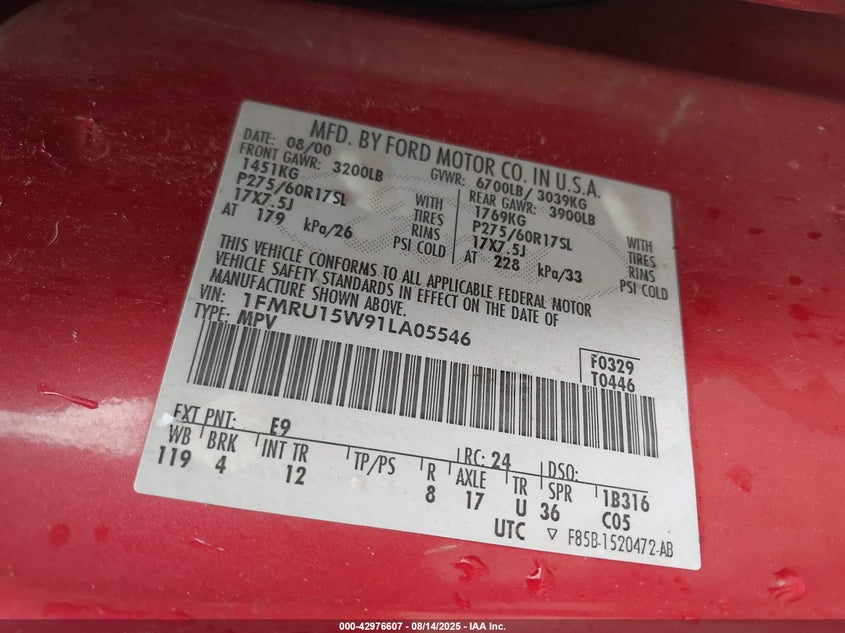 MFD. BY FORD MOTOR CO. IN U.S.A.
DATE: 08/00 GVWR: 6700LB/ 3039KG
FRONT GAWR: 3200LB REAR GAWR: 3900LB
1451KG WITH 1769KG WITH
P275/60R17SL TIRES P275/60R17SL TIRES
17X7.5J RIMS 17X7.5J RIMS
AT 179 kPa/26 PSI COLD AT 228 kPa/33 PSI COLD
THIS VEHICLE CONFORMS TO ALL APPLICABLE FEDERAL MOTOR
VEHICLE SAFETY STANDARDS IN EFFECT ON THE DATE OF
MANUFACTURE SHOWN ABOVE.
VIN: 1FMRU15W91LA05546
TYPE: MPV
F0329
T0446
EXT PNT: E9 RC: 24 DSO:
WB BRK INT TR TP/PS R AXLE TR SPR 1B316
119 4 12 8 17 U 36 C05
UTC ▽ F85B-1520472-AB
000-42976607 - 08/14/2025 - IAA Inc.